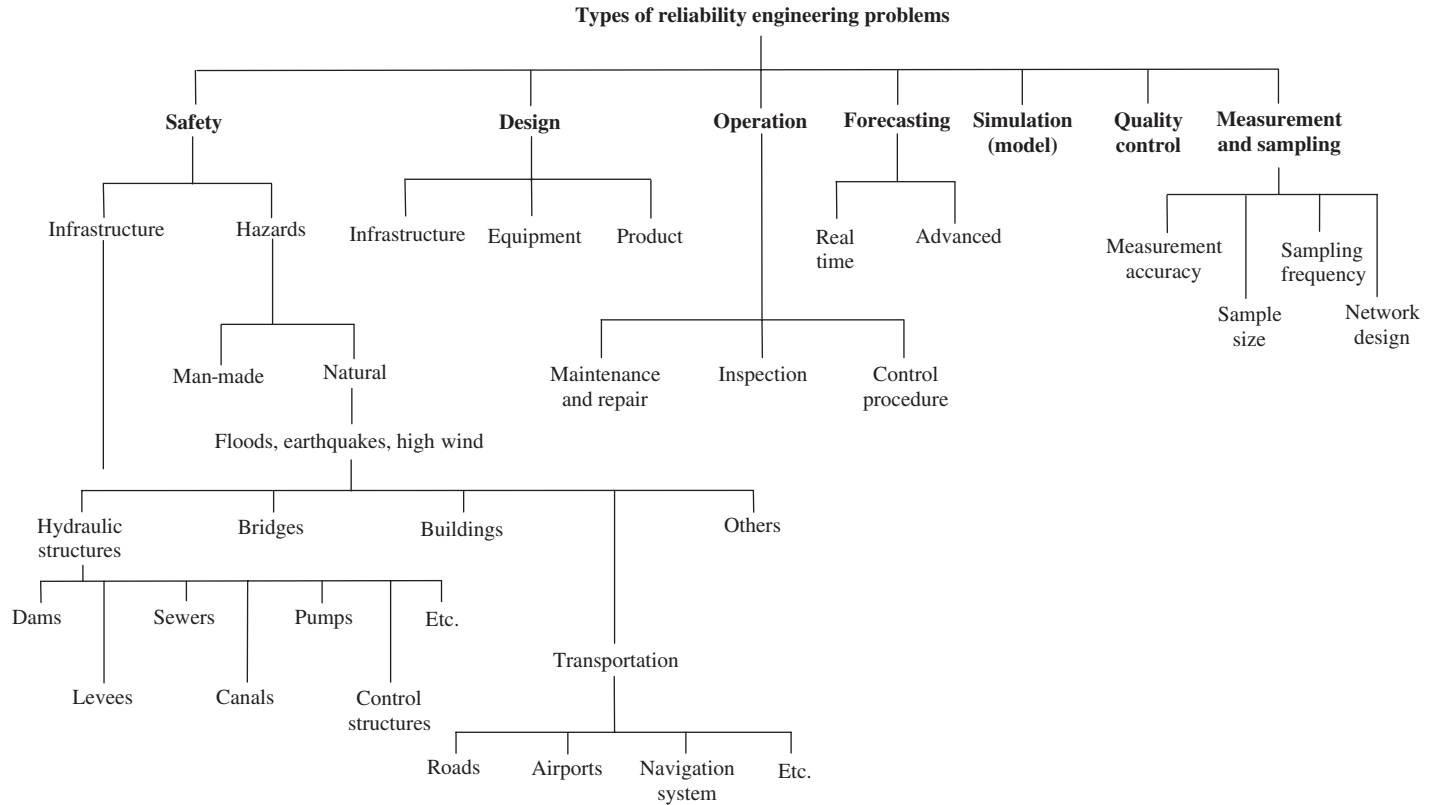 Types of reliability engineering problems
Safety
Design
Operation
Forecasting
Simulation
(model)
Quality
control
Measurement
and sampling
Infrastructure
Hazards
Infrastructure
Equipment
Product
Real
time
Advanced
Measurement
accuracy
Sample
size
Sampling
frequency
Network
design
Man-made
Natural
Maintenance
and repair
Inspection
Control
procedure
Floods, earthquakes, high wind
Hydraulic
structures
Bridges
Buildings
Others
Dams
Sewers
Pumps
Etc.
Levees
Canals
Control
structures
Transportation
Roads
Airports
Navigation
system
Etc.